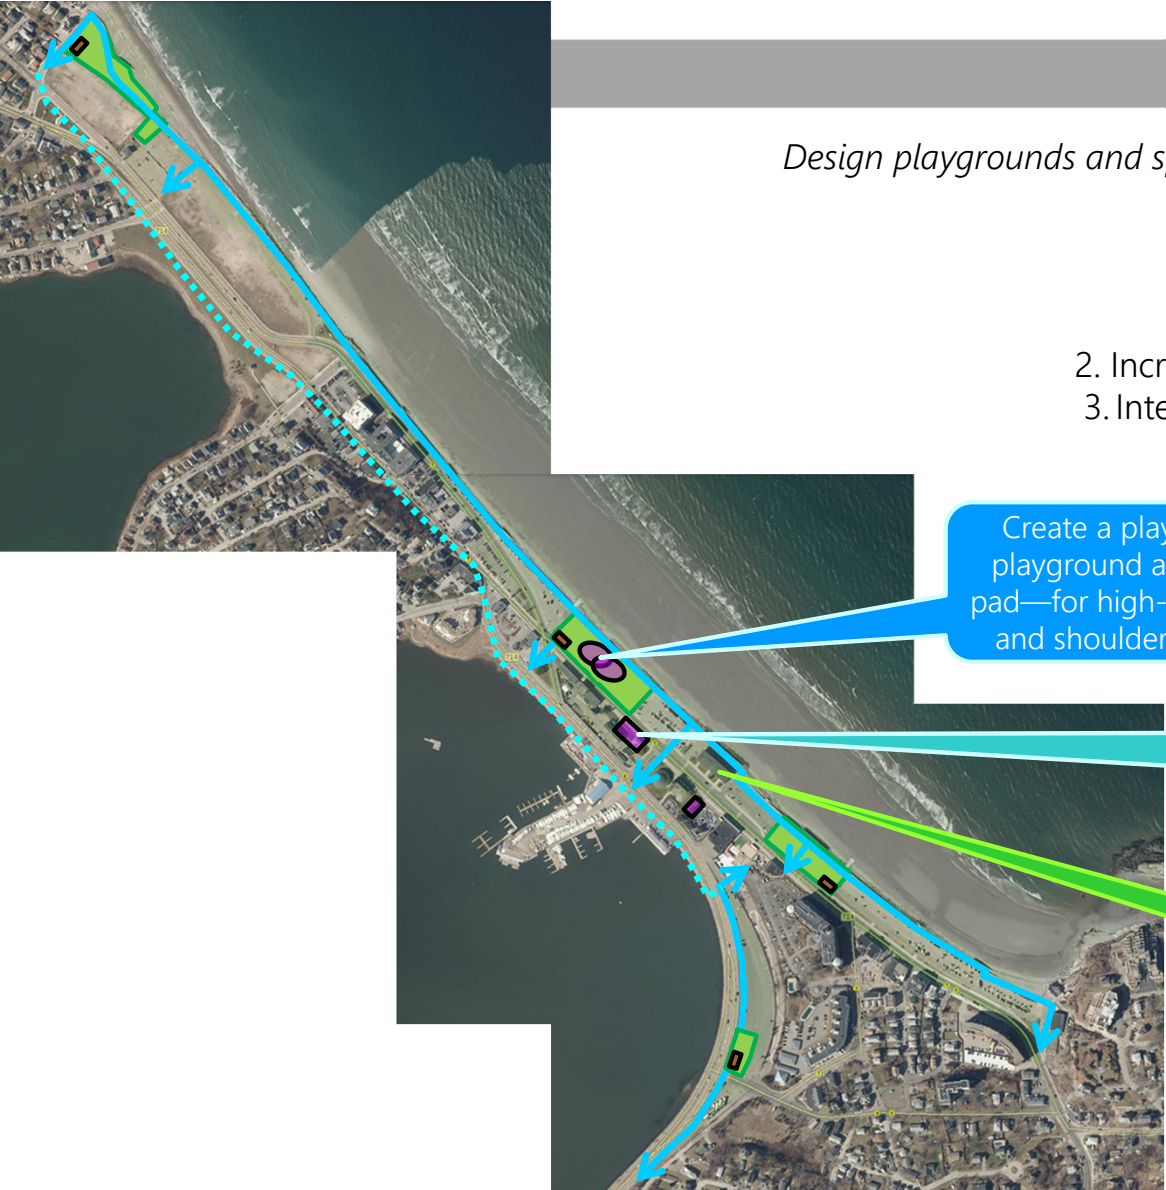 Design playgrounds and s
2. Incr
3. Inte
Create a play
playground a
pad—for high-
and shoulder